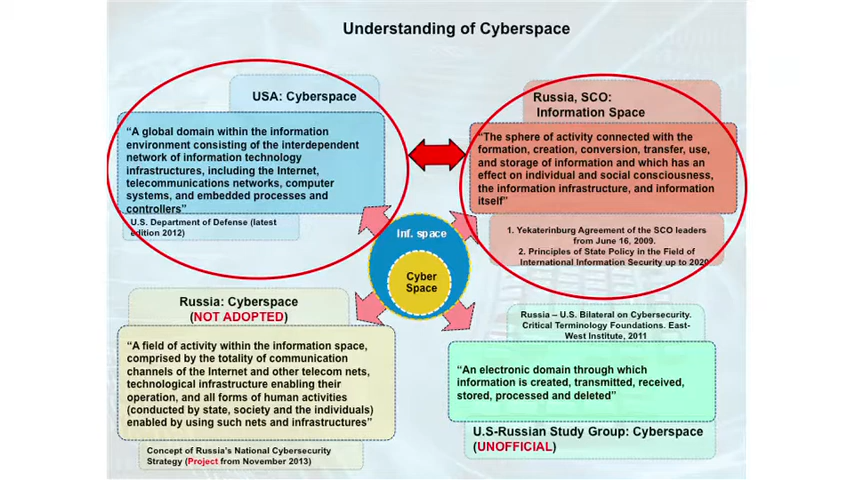 Understanding of Cyberspace
USA: Cyberspace
“A global domain within the information
environment consisting of the interdependent
network of information technology
infrastructures, including the Internet,
telecommunications networks, computer
systems, and embedded processes and
controllers”
U.S. Department of Defense (latest
edition 2012)
Russia, SCO:
Information Space
“The sphere of activity connected with the
formation, creation, conversion, transfer, use,
and storage of information and which has an
effect on individual and social consciousness,
the information infrastructure, and information
itself”
1. Yekaterinburg Agreement of the SCO leaders
from June 16, 2009.
2. Principles of State Policy in the Field of
International Information Security up to 2020
Inf. space
Cyber
Space
Russia: Cyberspace
(NOT ADOPTED)
“A field of activity within the information space,
comprised by the totality of communication
channels of the Internet and other telecom nets,
technological infrastructure enabling their
operation, and all forms of human activities
(conducted by state, society and the individuals)
enabled by using such nets and infrastructures”
Concept of Russia's National Cybersecurity
Strategy (Project from November 2013)
Russia – U.S. Bilateral on Cybersecurity.
Critical Terminology Foundations. East-
West Institute, 2011
“An electronic domain through which
information is created, transmitted, received,
stored, processed and deleted”
U.S-Russian Study Group: Cyberspace
(UNOFFICIAL)